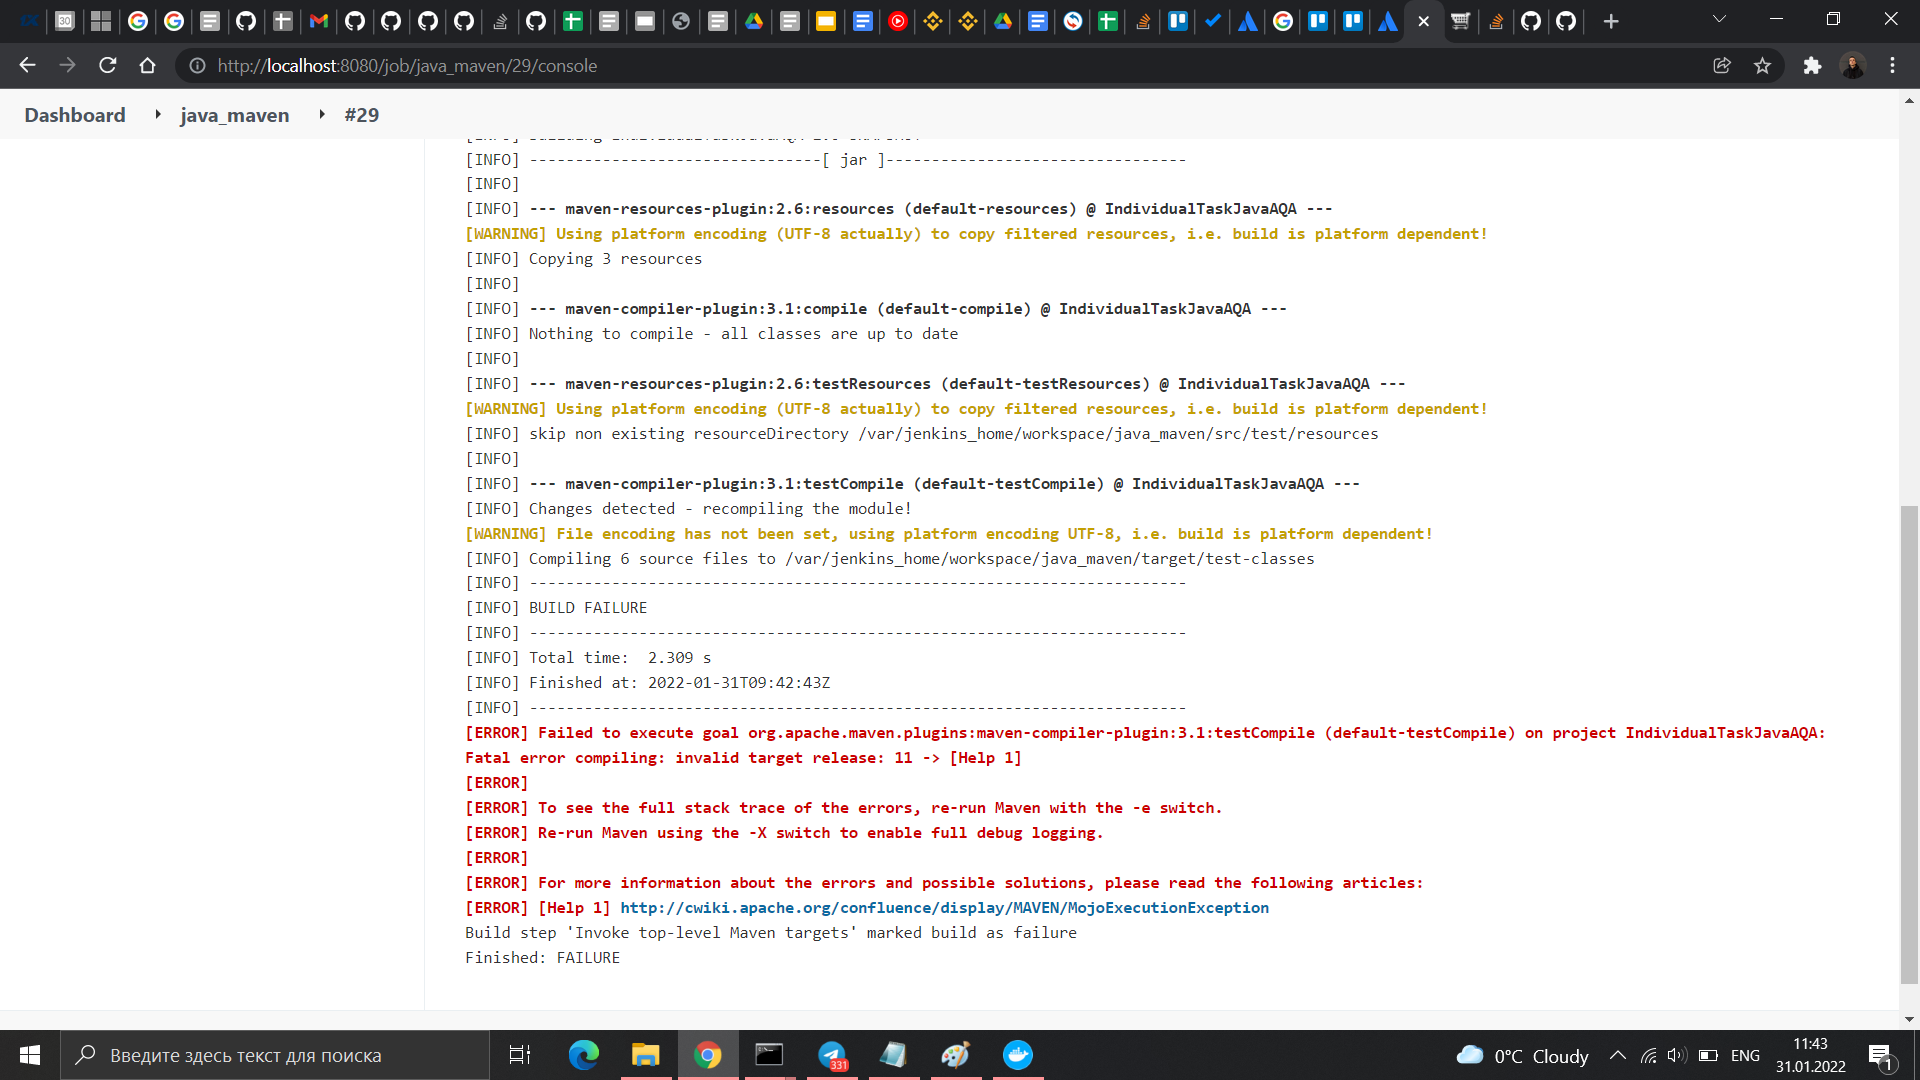 30
http://localhost:8080/job/java_maven/29/console
Dashboard
java_maven
#29
[INFO] -------------------------------[ jar ]---------------------------------
[INFO]
[INFO] --- maven-resources-plugin:2.6:resources (default-resources) @ IndividualTaskJavaAQA ---
[WARNING] Using platform encoding (UTF-8 actually) to copy filtered resources, i.e. build is platform dependent!
[INFO] Copying 3 resources
[INFO]
[INFO] --- maven-compiler-plugin:3.1:compile (default-compile) @ IndividualTaskJavaAQA ---
[INFO] Nothing to compile - all classes are up to date
[INFO]
[INFO] --- maven-resources-plugin:2.6:testResources (default-testResources) @ IndividualTaskJavaAQA ---
[WARNING] Using platform encoding (UTF-8 actually) to copy filtered resources, i.e. build is platform dependent!
[INFO] skip non existing resourceDirectory /var/jenkins_home/workspace/java_maven/src/test/resources
[INFO]
[INFO] --- maven-compiler-plugin:3.1:testCompile (default-testCompile) @ IndividualTaskJavaAQA ---
[INFO] Changes detected - recompiling the module!
[WARNING] File encoding has not been set, using platform encoding UTF-8, i.e. build is platform dependent!
[INFO] Compiling 6 source files to /var/jenkins_home/workspace/java_maven/target/test-classes
[INFO] ------------------------------------------------------------------------
[INFO] BUILD FAILURE
[INFO] ------------------------------------------------------------------------
[INFO] Total time:  2.309 s
[INFO] Finished at: 2022-01-31T09:42:43Z
[INFO] ------------------------------------------------------------------------
[ERROR] Failed to execute goal org.apache.maven.plugins:maven-compiler-plugin:3.1:testCompile (default-testCompile) on project IndividualTaskJavaAQA:
Fatal error compiling: invalid target release: 11 -> [Help 1]
[ERROR]
[ERROR] To see the full stack trace of the errors, re-run Maven with the -e switch.
[ERROR] Re-run Maven using the -X switch to enable full debug logging.
[ERROR]
[ERROR] For more information about the errors and possible solutions, please read the following articles:
[ERROR] [Help 1] http://cwiki.apache.org/confluence/display/MAVEN/MojoExecutionException
Build step 'Invoke top-level Maven targets' marked build as failure
Finished: FAILURE
Введите здесь текст для поиска
331
0°C Cloudy
ENG
11:43
31.01.2022
1